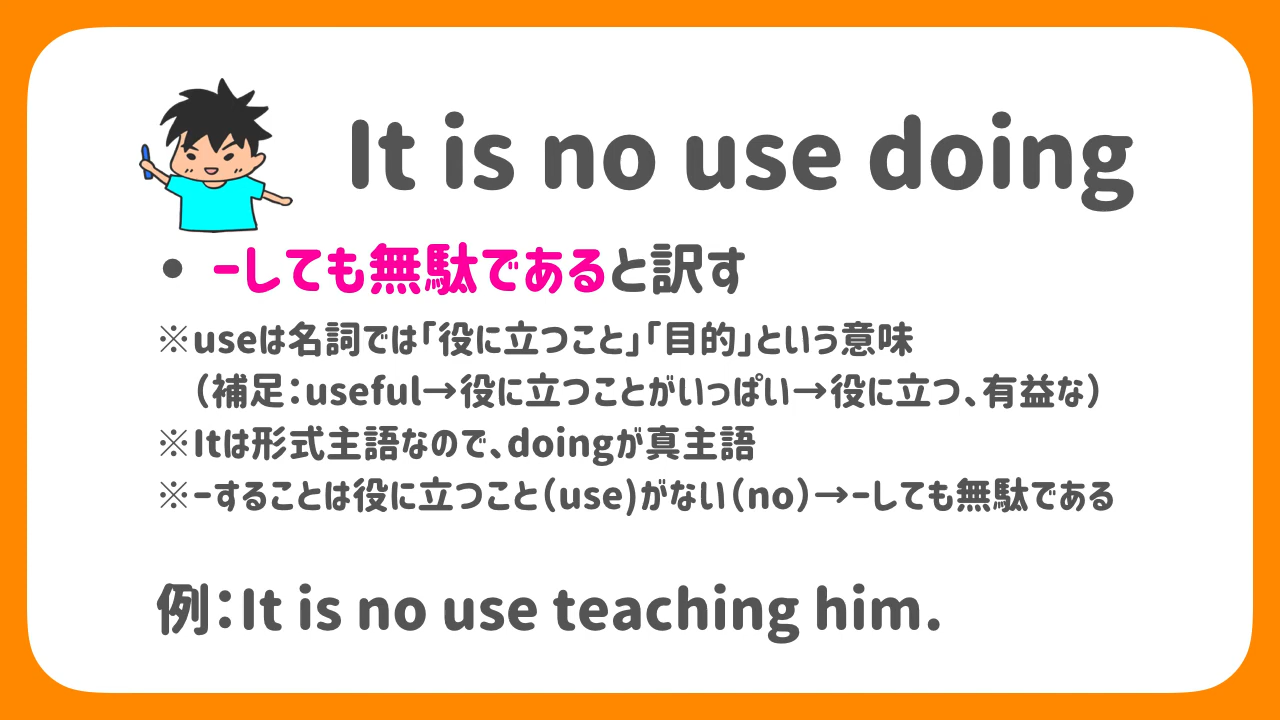 It is no use doing
• -しても無駄であると訳す
※useは名詞では「役に立つこと」「目的」という意味
（補足：useful→役に立つことがいっぱい→役に立つ、有益な）
※Itは形式主語なので、doingが真主語
※-することは役に立つこと（use)がない（no）→-しても無駄である
例：It is no use teaching him.